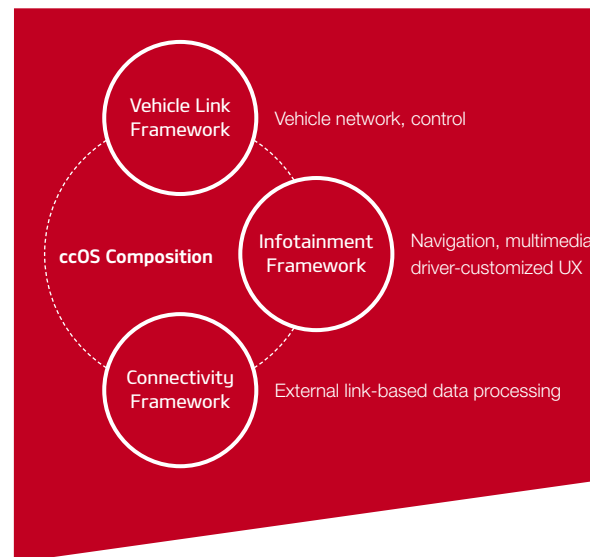 Vehicle Link
Framework
Vehicle network, control
ccOS Composition
Infotainment
Framework
Navigation, multimedia
driver-customized UX
Connectivity
Framework
External link-based data processing